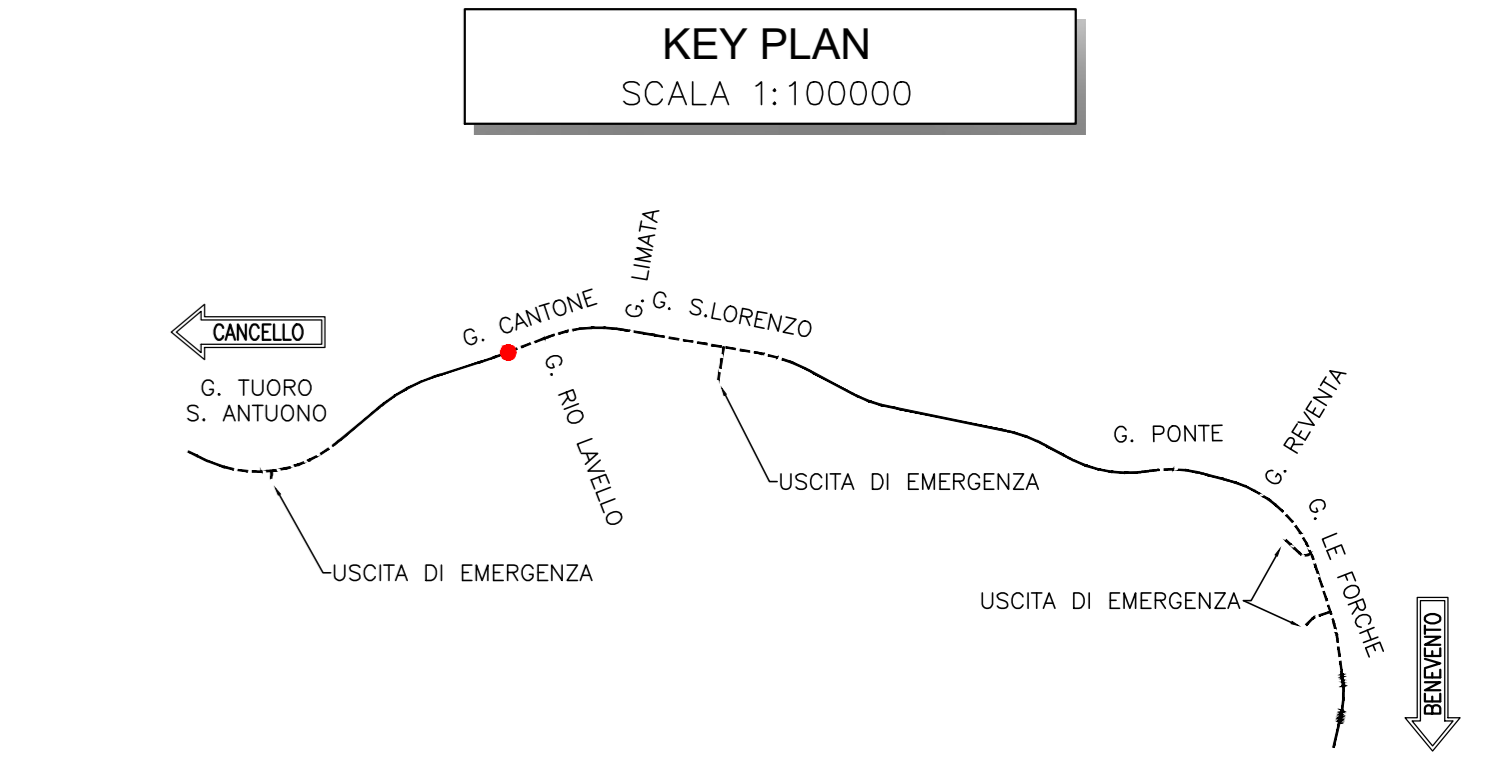 KEY PLAN
SCALA 1:100000
G. LIMATA
G. CANTONE
G. S.LORENZO
CANCELLO
G. TUORO
S. ANTUONO
G. RIO LAVELLO
G. REVENTA
G. PONTE
USCITA DI EMERGENZA
G. LE FORCHE
USCITA DI EMERGENZA
USCITA DI EMERGENZA
BENEVENTO